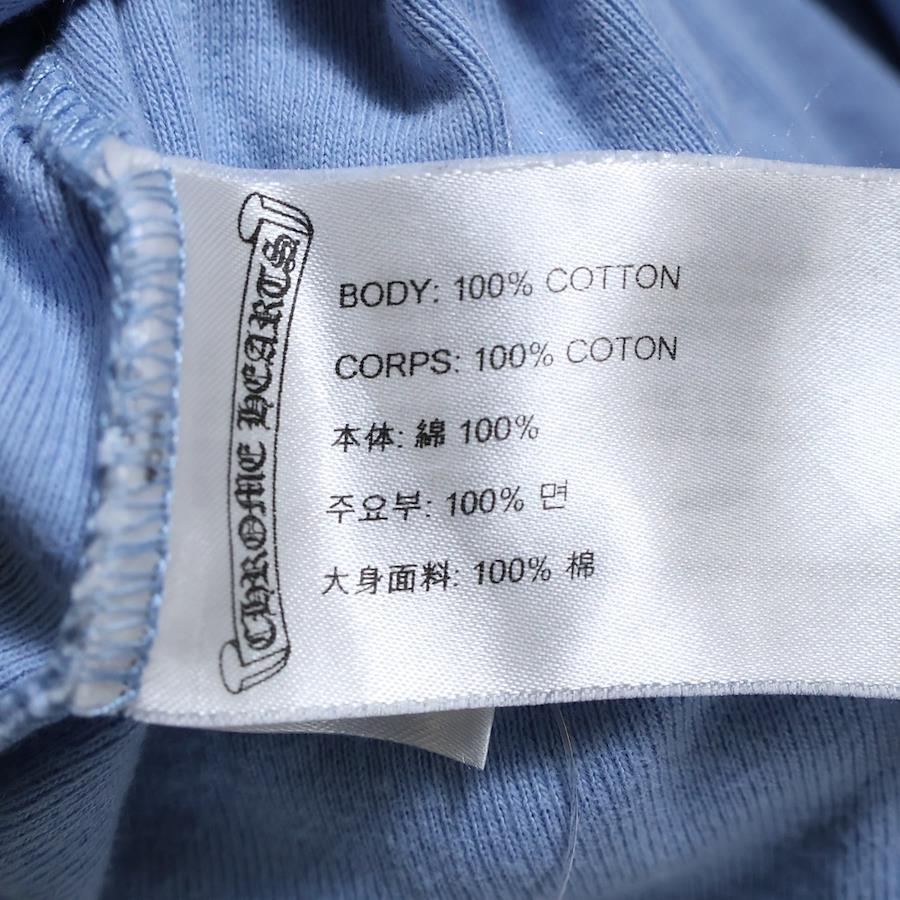 CHROME HEARTS
BODY: 100% COTTON
CORPS: 100% COTON
本体: 綿 100%
주요부: 100% 면
大身面料: 100% 棉